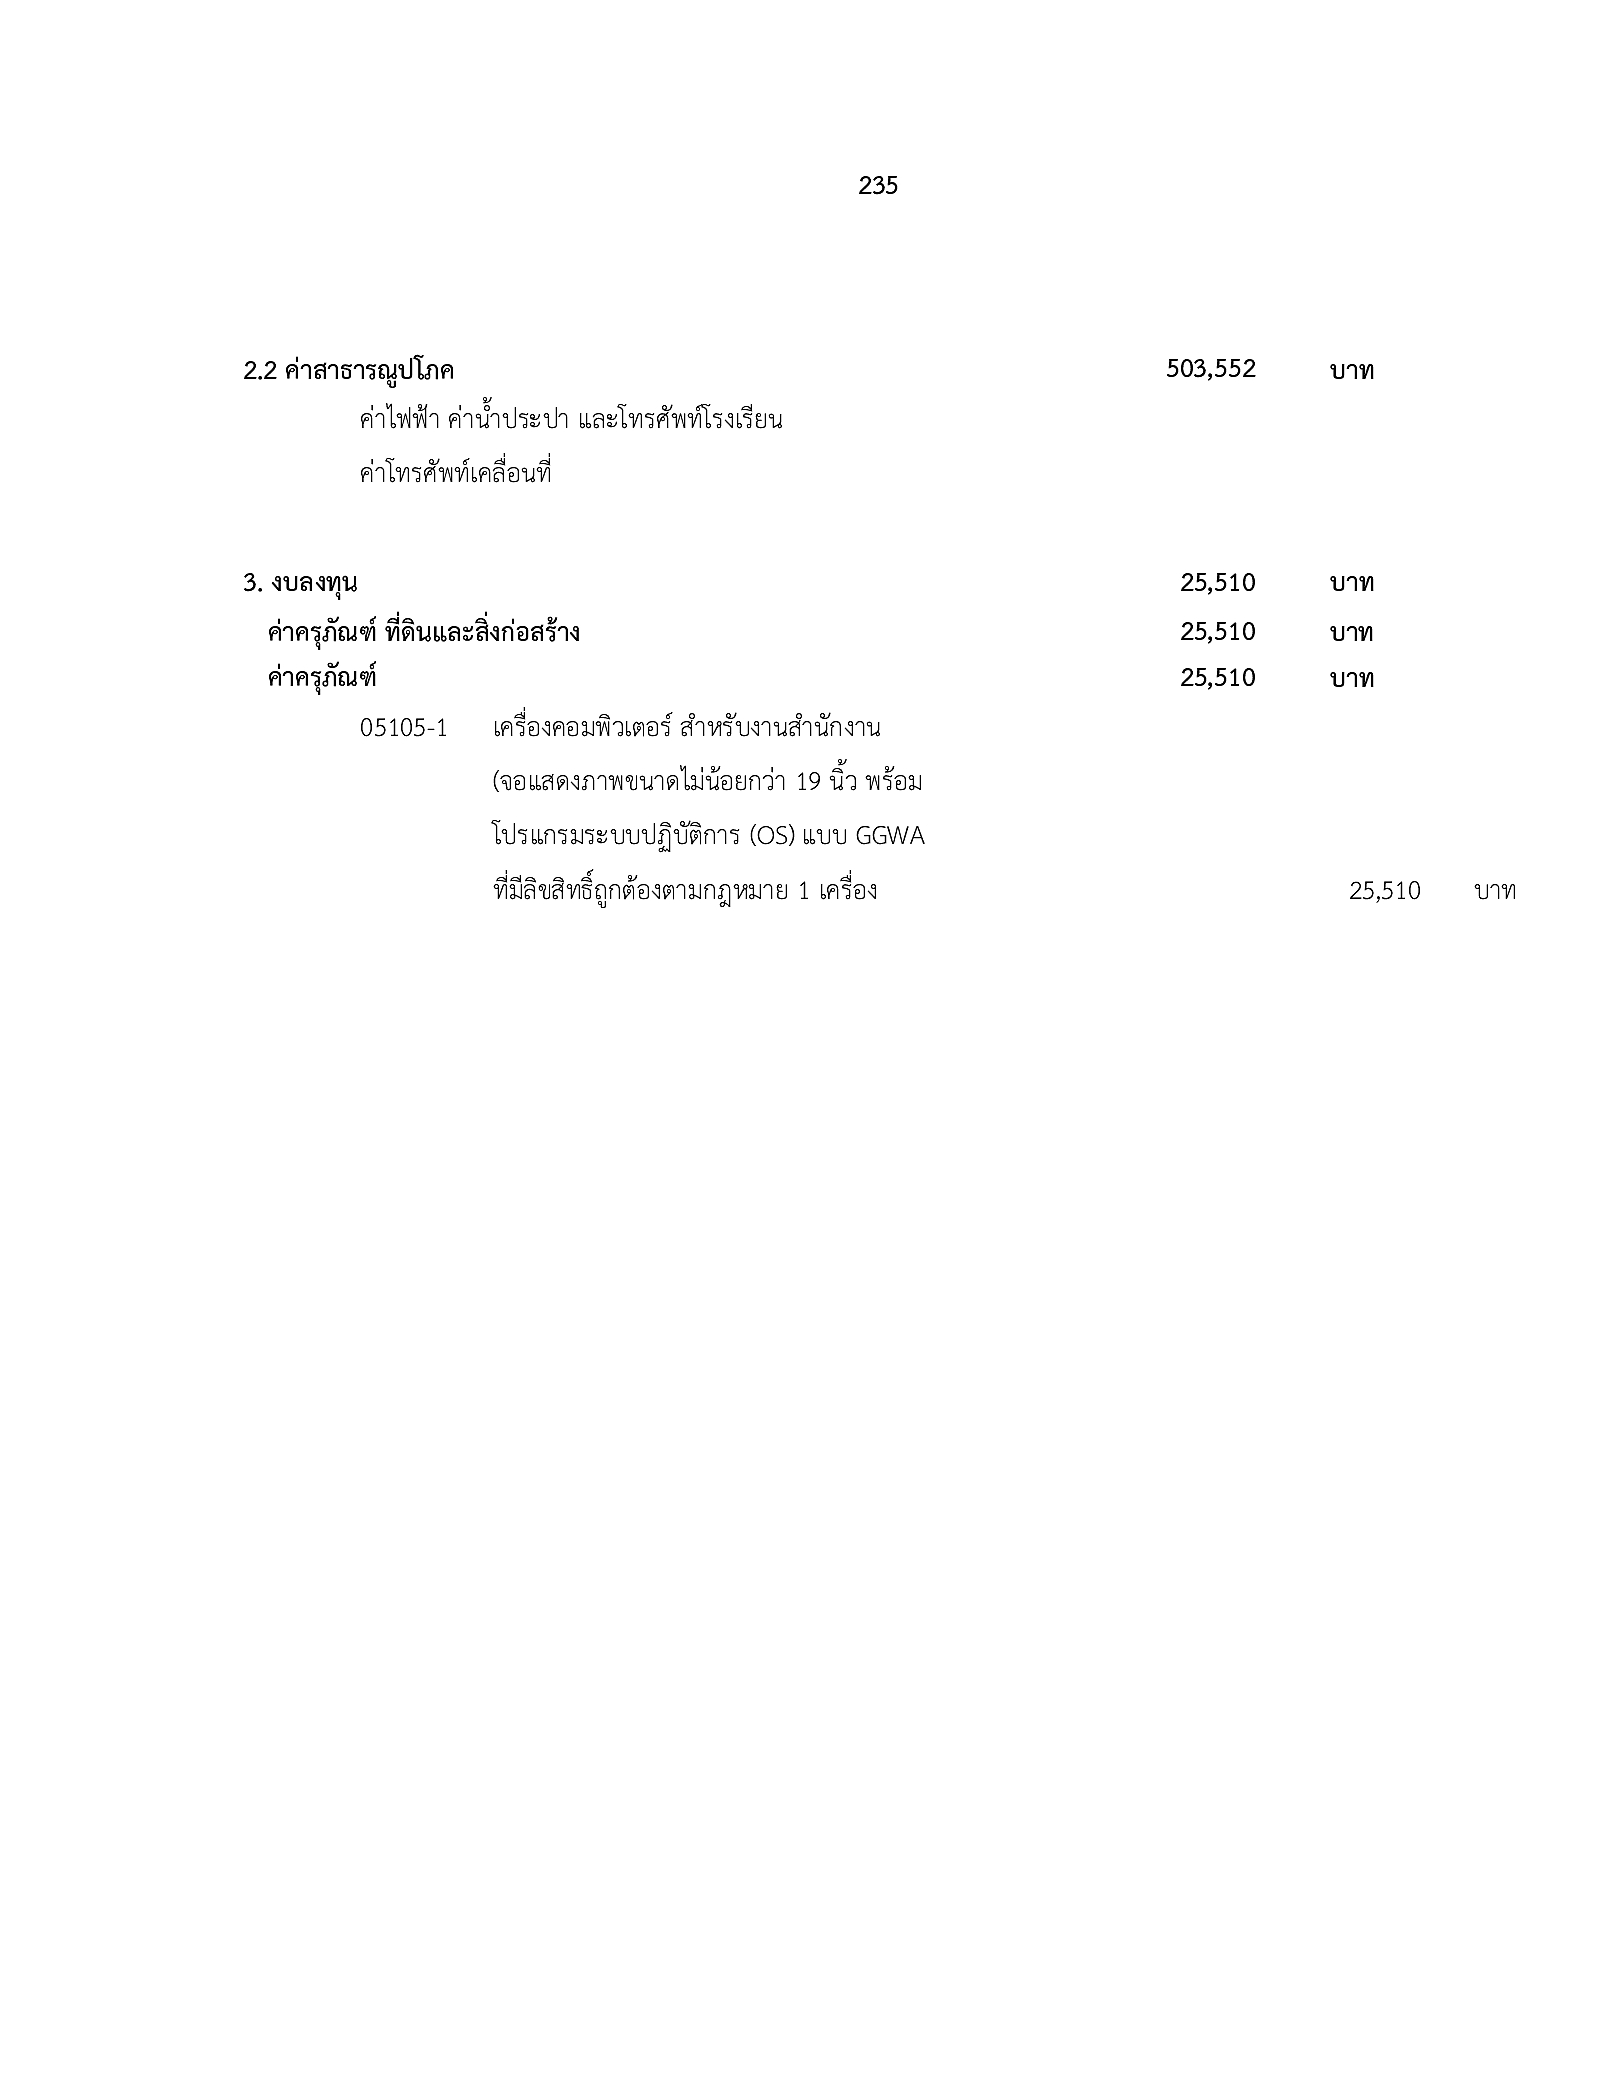 235
2.2 ค่าสาธารณูปโภค 503,552 บาท
ค่าไฟฟ้า ค่าน้ำประปา และโทรศัพท์โรงเรียน
ค่าโทรศัพท์เคลื่อนที่
3. งบลงทุน 25,510 บาท
ค่าครุภัณฑ์ ที่ดินและสิ่งก่อสร้าง 25,510 บาท
ค่าครุภัณฑ์ 25,510 บาท
05105-1 เครื่องคอมพิวเตอร์ สำหรับงานสำนักงาน
(จอแสดงภาพขนาดไม่น้อยกว่า 19 นิ้ว พร้อม
โปรแกรมระบบปฏิบัติการ (OS) แบบ GGWA
ที่มีลิขสิทธิ์ถูกต้องตามกฎหมาย 1 เครื่อง 25,510 บาท